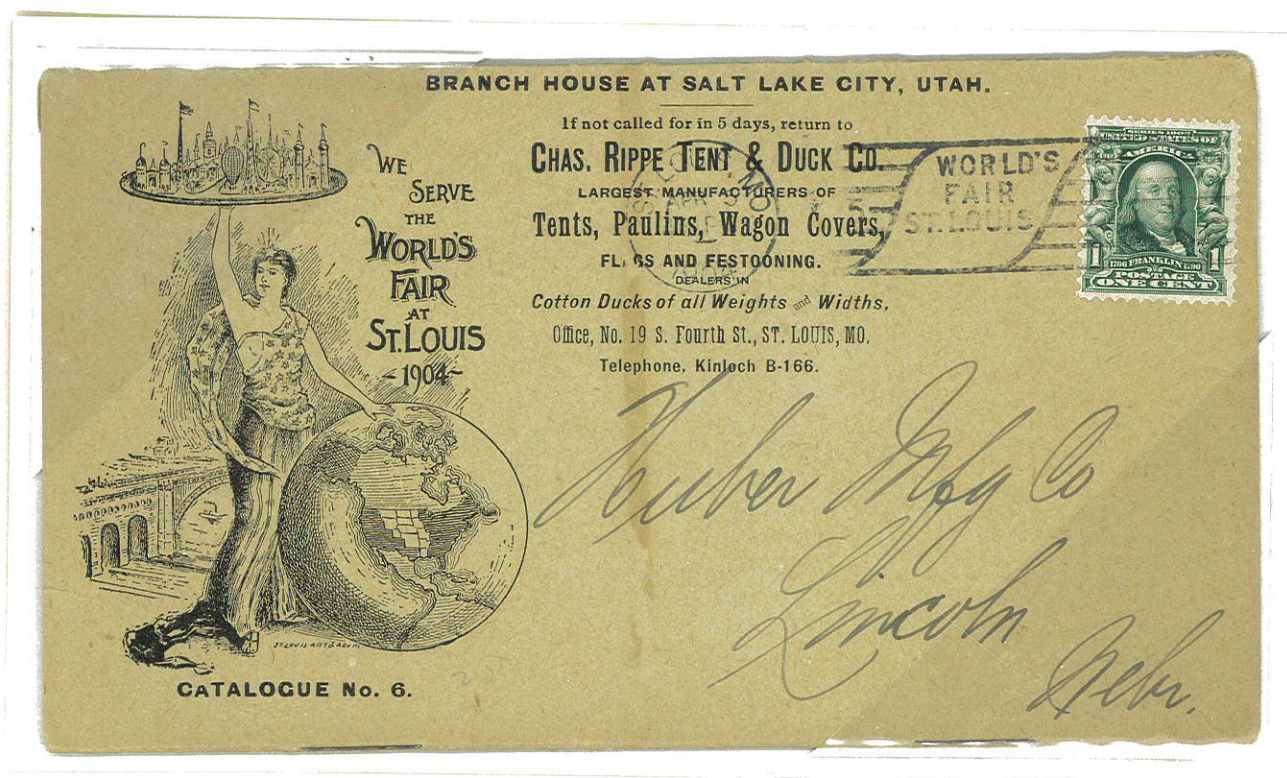 BRANCH HOUSE AT SALT LAKE CITY, UTAH.
If not called for in 5 days, return to
CHAS. RIPPE TENT & DUCK CO.
LARGEST MANUFACTURERS OF
Tents, Paulins, Wagon Covers,
FLAGS AND FESTOONING.
DEALERS IN
Cotton Ducks of all Weights and Widths,
Office, No. 19 S. Fourth St., ST. LOUIS, MO.
Telephone, Kinloch B-166.
WE
SERVE
THE
WORLD'S
FAIR
AT
ST. LOUIS
-1904-
WORLD'S
FAIR
ST. LOUIS
SERIES 1902
UNITED STATES OF
AMERICA
1 1
1706 FRANKLIN 1790
POSTAGE
ONE CENT
Huber Mfg Co
Lincoln
Nebr.
CATALOGUE No. 6.